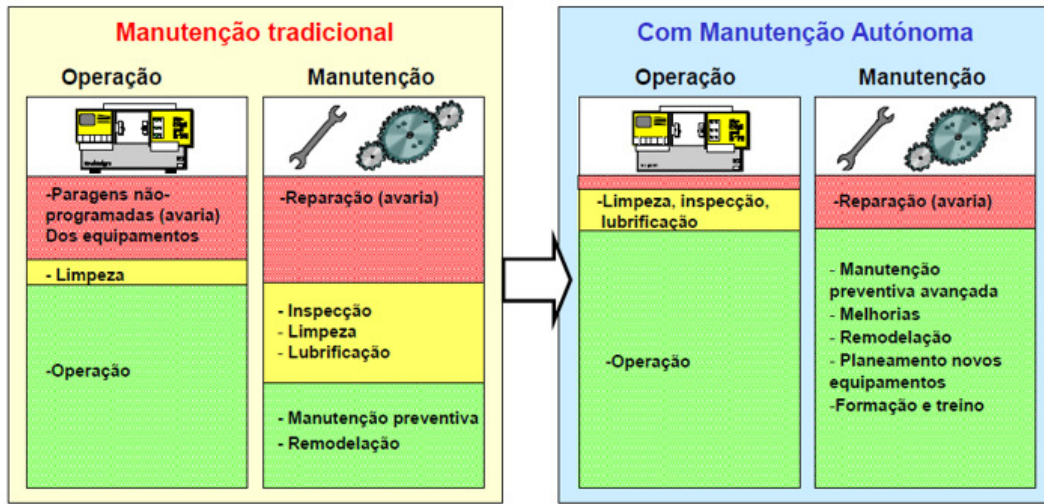 Manutenção tradicional
Operação
Manutenção
-Paragens não-
programadas (avaria)
Dos equipamentos
- Limpeza
-Operação
-Reparação (avaria)
- Inspecção
- Limpeza
- Lubrificação
- Manutenção preventiva
- Remodelação
Com Manutenção Autónoma
Operação
Manutenção
-Limpeza, inspecção,
lubrificação
-Operação
-Reparação (avaria)
- Manutenção
preventiva avançada
- Melhorias
- Remodelação
- Planeamento novos
equipamentos
-Formação e treino